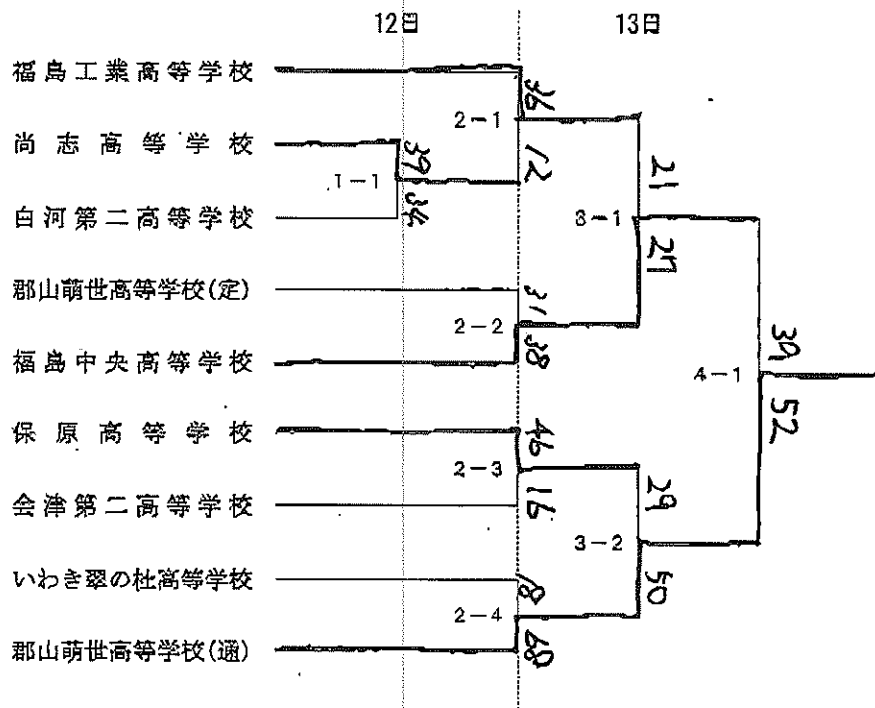 12日 13日
福島工業高等学校
36
2-1
尚志高等学校
39
12
1-1
21
34
3-1
白河第二高等学校
27
郡山萌世高等学校(定)
31
2-2
38
福島中央高等学校
39
4-1
52
保原高等学校
46
2-3
29
16
会津第二高等学校
3-2
いわき翠の杜高等学校
18
50
2-4
68
郡山萌世高等学校(通)